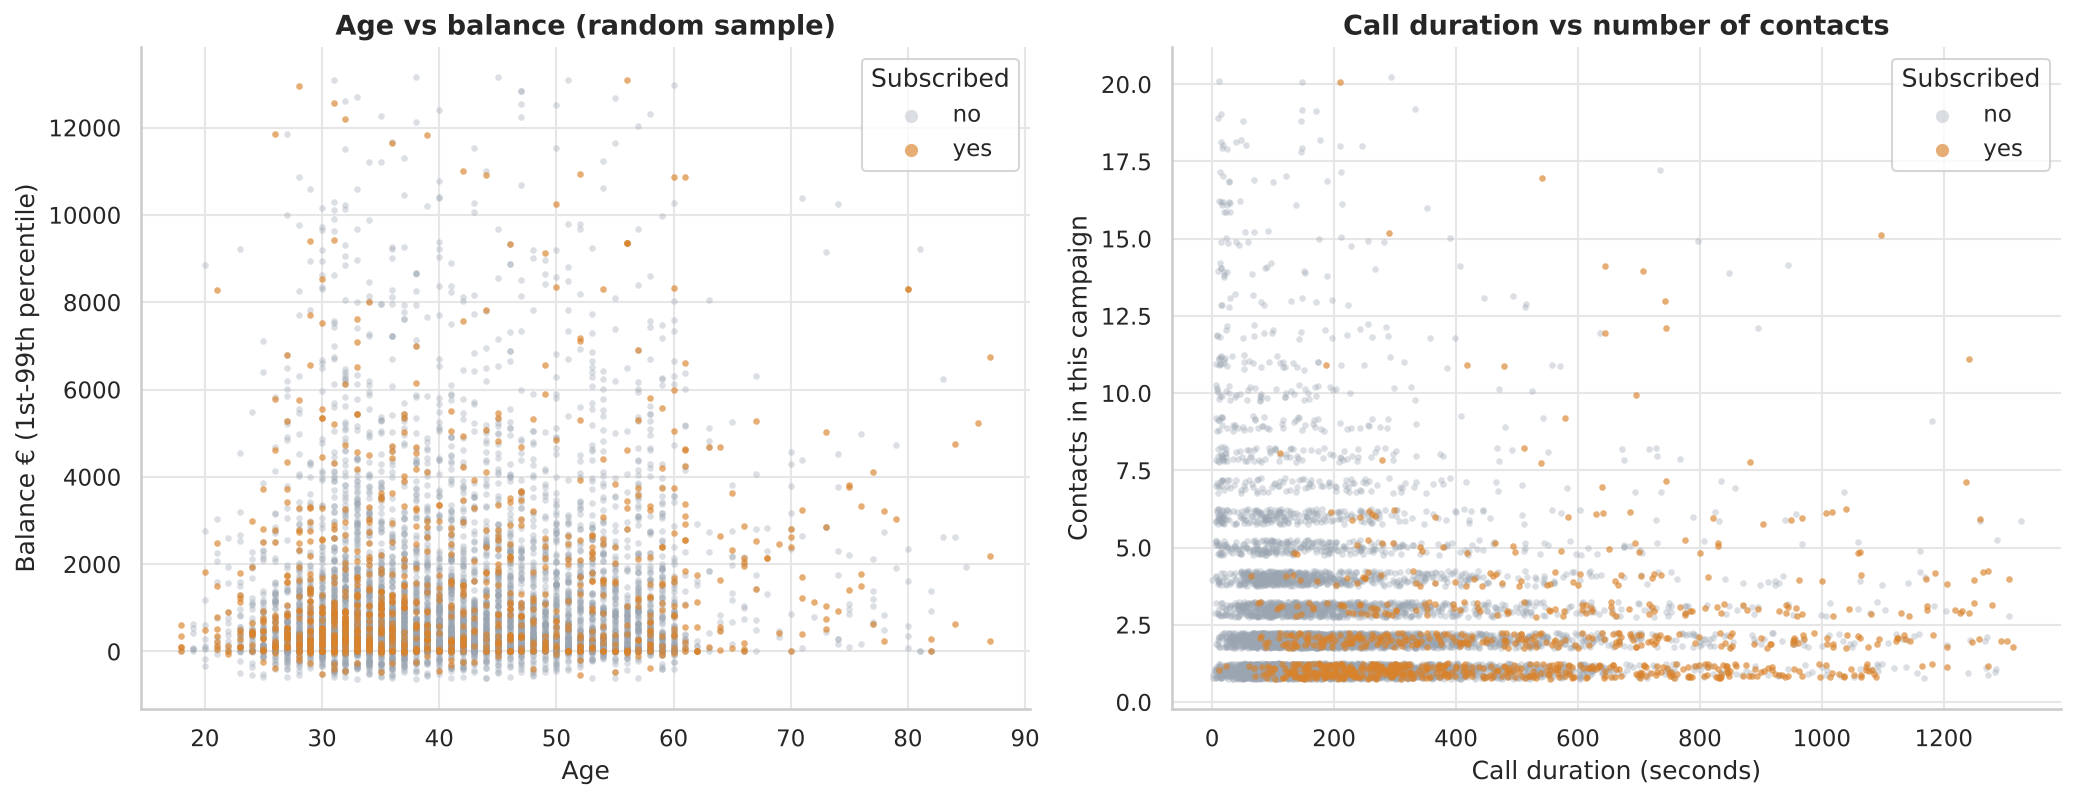 Age vs balance (random sample)
Balance € (1st-99th percentile)
12000
10000
8000
6000
4000
2000
0
20 30 40 50 60 70 80 90
Age
Subscribed
no
yes
Call duration vs number of contacts
Contacts in this campaign
20.0
17.5
15.0
12.5
10.0
7.5
5.0
2.5
0.0
0 200 400 600 800 1000 1200
Call duration (seconds)
Subscribed
no
yes